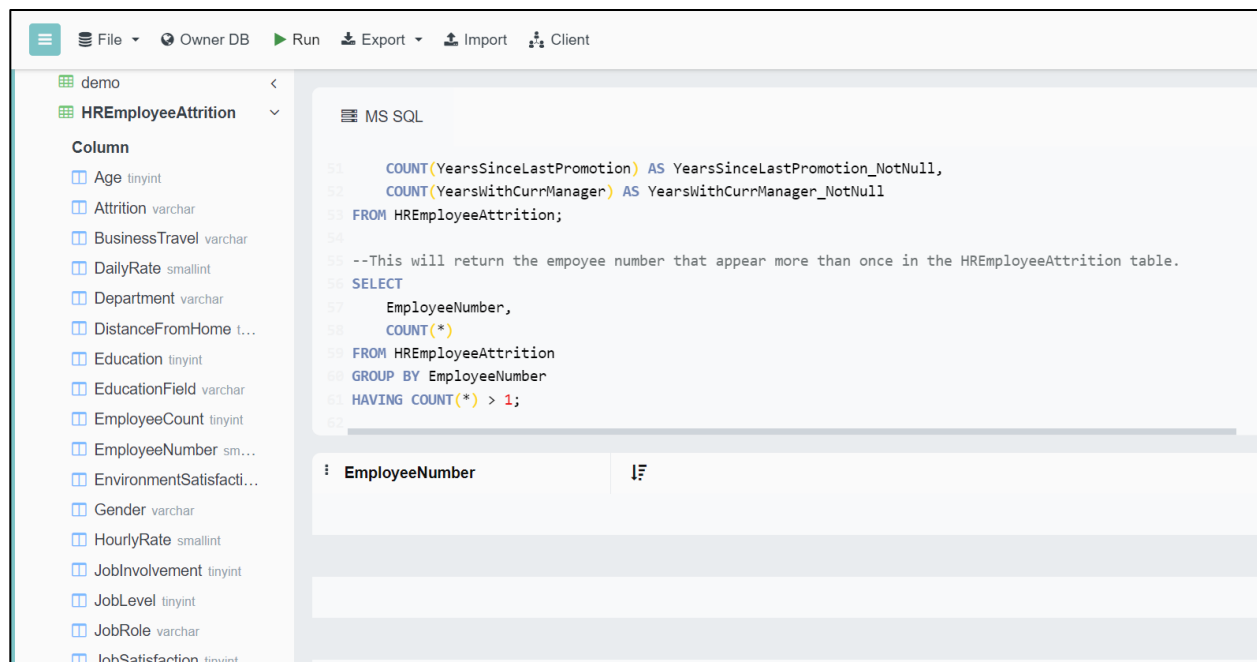 File Owner DB Run Export Import Client
demo
HREmployeeAttrition
Column
Age tinyint
Attrition varchar
BusinessTravel varchar
DailyRate smallint
Department varchar
DistanceFromHome t...
Education tinyint
EducationField varchar
EmployeeCount tinyint
EmployeeNumber sm...
EnvironmentSatisfacti...
Gender varchar
HourlyRate smallint
JobInvolvement tinyint
JobLevel tinyint
JobRole varchar
JobSatisfaction tinyint
MS SQL
51 COUNT(YearsSinceLastPromotion) AS YearsSinceLastPromotion_NotNull,
52 COUNT(YearsWithCurrManager) AS YearsWithCurrManager_NotNull
53 FROM HREmployeeAttrition;
54
55 --This will return the empoyee number that appear more than once in the HREmployeeAttrition table.
56 SELECT
57 EmployeeNumber,
58 COUNT(*)
59 FROM HREmployeeAttrition
60 GROUP BY EmployeeNumber
61 HAVING COUNT(*) > 1;
62
EmployeeNumber